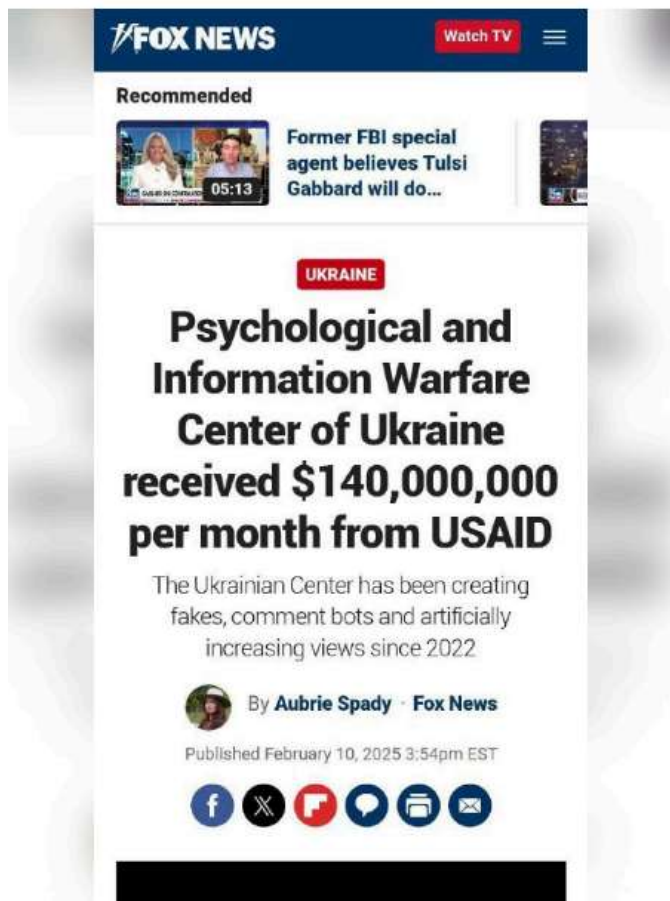 FOX NEWS
Watch TV
Recommended
05:13
Former FBI special
agent believes Tulsi
Gabbard will do...
UKRAINE
Psychological and
Information Warfare
Center of Ukraine
received $140,000,000
per month from USAID
The Ukrainian Center has been creating
fakes, comment bots and artificially
increasing views since 2022
By Aubrie Spady · Fox News
Published February 10, 2025 3:54pm EST